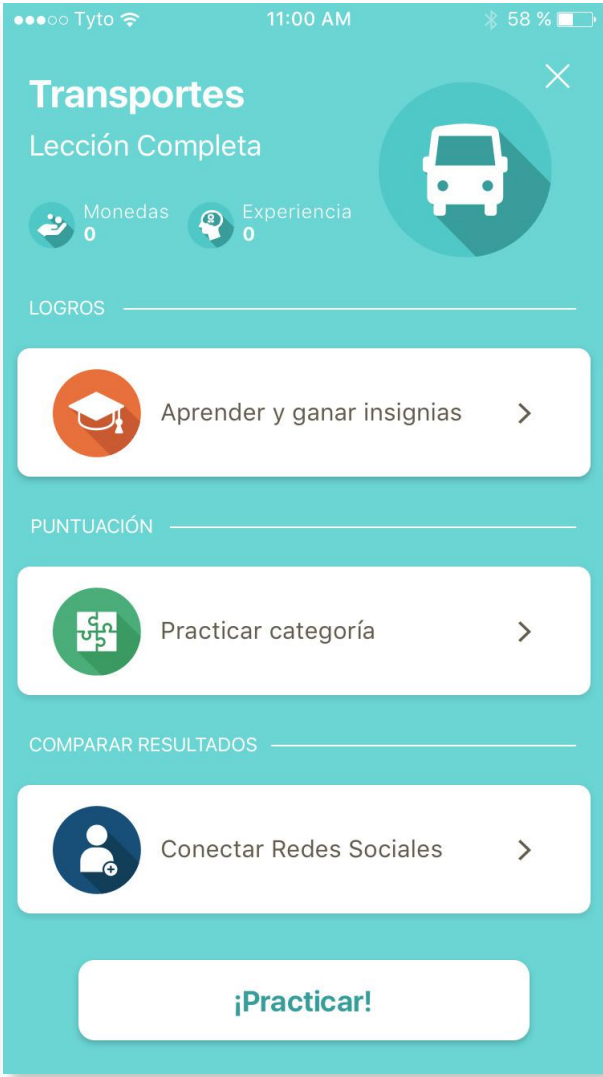 Tyto 11:00 AM 58 %
Transportes
Lección Completa
Monedas Experiencia
0 0
LOGROS
Aprender y ganar insignias
PUNTUACIÓN
Practicar categoría
COMPARAR RESULTADOS
Conectar Redes Sociales
¡Practicar!